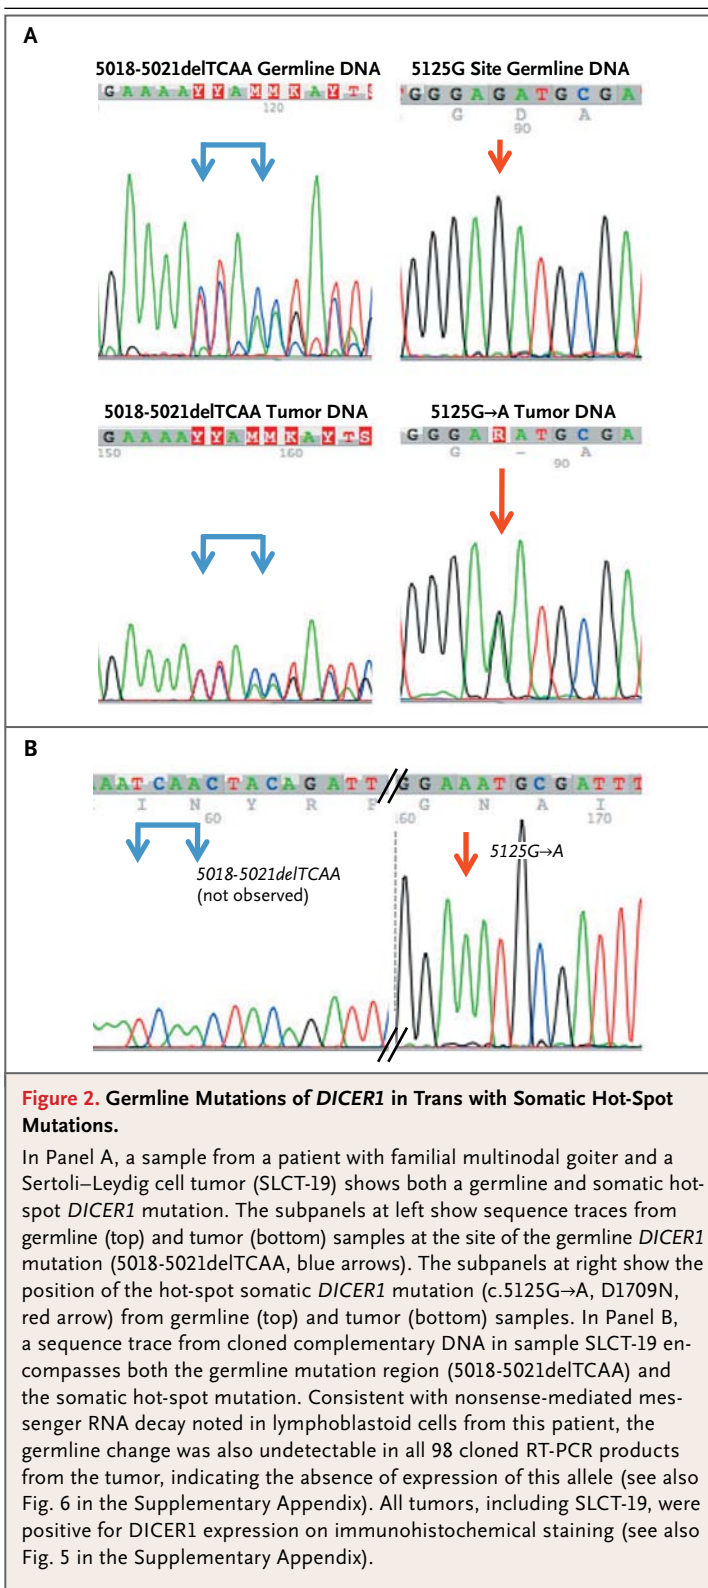 A
5018-5021delTCAA Germline DNA
5125G Site Germline DNA
G A A A A Y Y A M M K A Y T S
120
G G G A G A T G C G A
G D A
90
5018-5021delTCAA Tumor DNA
5125G→A Tumor DNA
G A A A A Y Y A M M K A Y T S
150 160
G G G A R A T G C G A
G – A
90
B
A A T C A A C T A C A G A T T G G A A A T G C G A T T T
I N Y R F G N A I
60 160 170
5018-5021delTCAA
(not observed)
5125G→A
Figure 2. Germline Mutations of DICER1 in Trans with Somatic Hot-Spot
Mutations.
In Panel A, a sample from a patient with familial multinodal goiter and a
Sertoli–Leydig cell tumor (SLCT-19) shows both a germline and somatic hot-
spot DICER1 mutation. The subpanels at left show sequence traces from
germline (top) and tumor (bottom) samples at the site of the germline DICER1
mutation (5018-5021delTCAA, blue arrows). The subpanels at right show the
position of the hot-spot somatic DICER1 mutation (c.5125G→A, D1709N,
red arrow) from germline (top) and tumor (bottom) samples. In Panel B,
a sequence trace from cloned complementary DNA in sample SLCT-19 en-
compasses both the germline mutation region (5018-5021delTCAA) and
the somatic hot-spot mutation. Consistent with nonsense-mediated mes-
senger RNA decay noted in lymphoblastoid cells from this patient, the
germline change was also undetectable in all 98 cloned RT-PCR products
from the tumor, indicating the absence of expression of this allele (see also
Fig. 6 in the Supplementary Appendix). All tumors, including SLCT-19, were
positive for DICER1 expression on immunohistochemical staining (see also
Fig. 5 in the Supplementary Appendix).